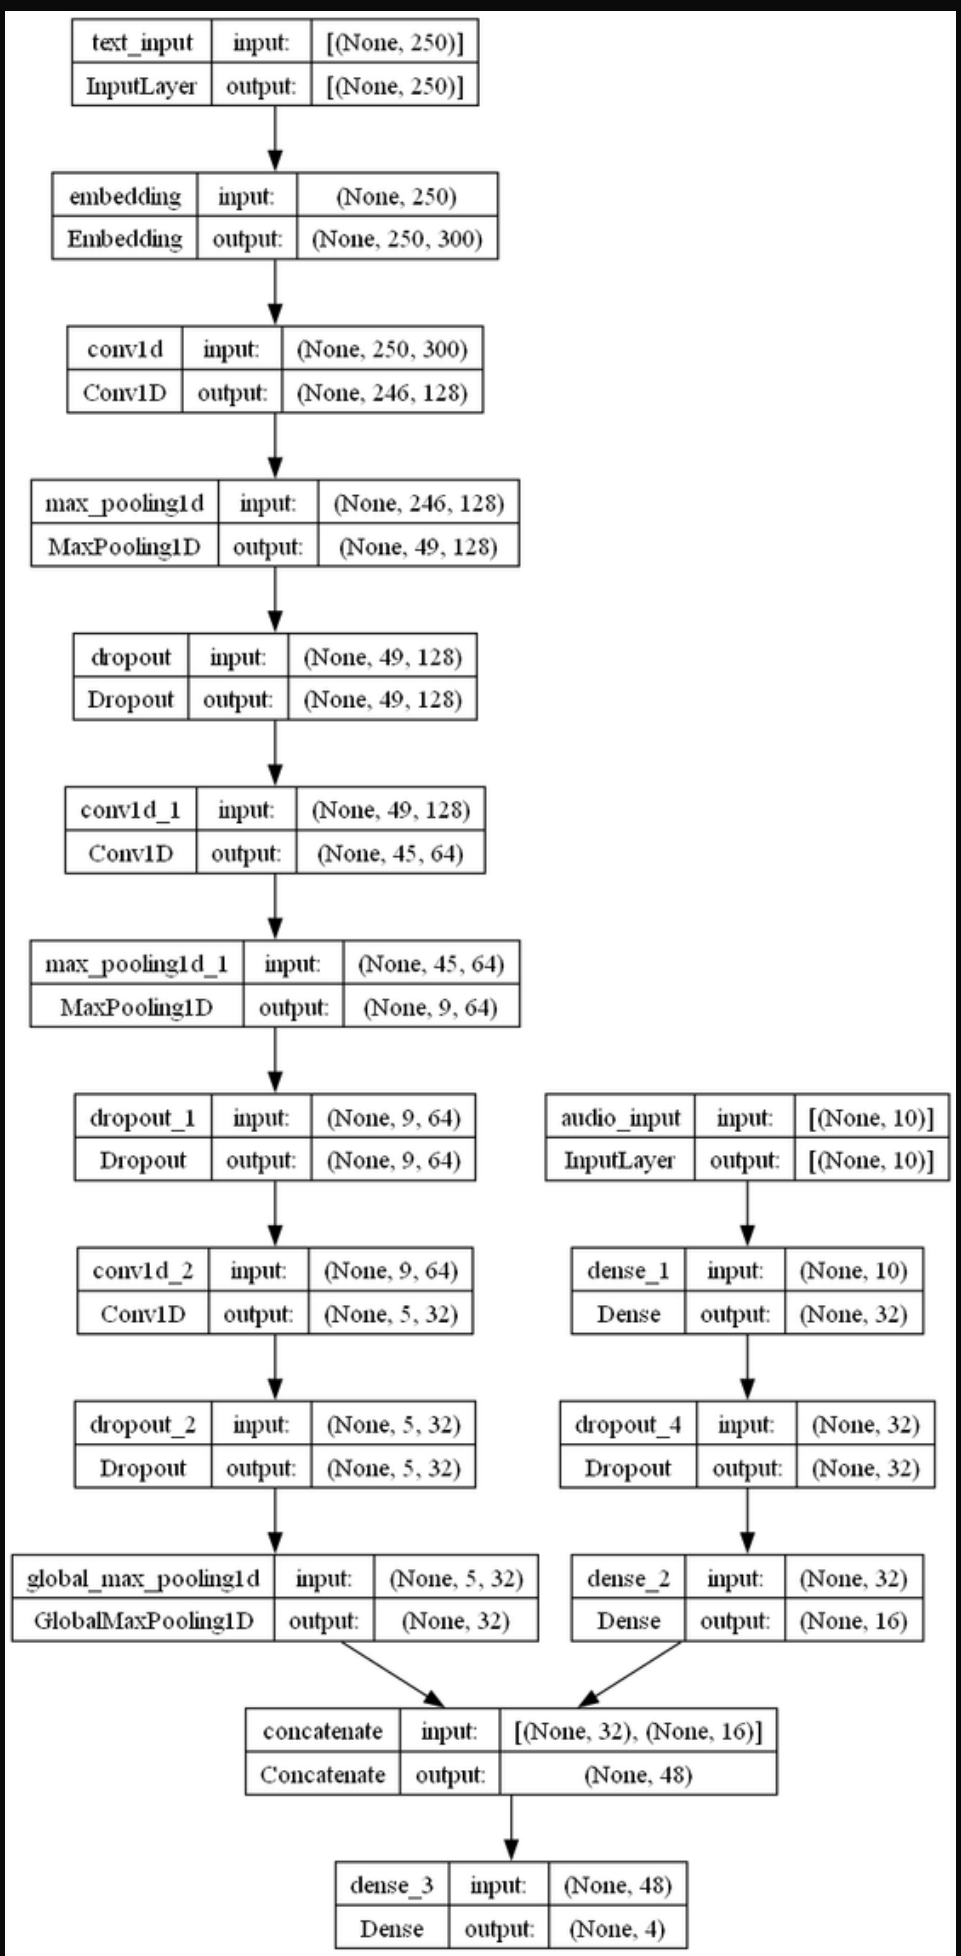 text_input input: [(None, 250)]
InputLayer output: [(None, 250)]
embedding input: (None, 250)
Embedding output: (None, 250, 300)
conv1d input: (None, 250, 300)
Conv1D output: (None, 246, 128)
max_pooling1d input: (None, 246, 128)
MaxPooling1D output: (None, 49, 128)
dropout input: (None, 49, 128)
Dropout output: (None, 49, 128)
conv1d_1 input: (None, 49, 128)
Conv1D output: (None, 45, 64)
max_pooling1d_1 input: (None, 45, 64)
MaxPooling1D output: (None, 9, 64)
dropout_1 input: (None, 9, 64)
Dropout output: (None, 9, 64)
audio_input input: [(None, 10)]
InputLayer output: [(None, 10)]
conv1d_2 input: (None, 9, 64)
Conv1D output: (None, 5, 32)
dense_1 input: (None, 10)
Dense output: (None, 32)
dropout_2 input: (None, 5, 32)
Dropout output: (None, 5, 32)
dropout_4 input: (None, 32)
Dropout output: (None, 32)
global_max_pooling1d input: (None, 5, 32)
GlobalMaxPooling1D output: (None, 32)
dense_2 input: (None, 32)
Dense output: (None, 16)
concatenate input: [(None, 32), (None, 16)]
Concatenate output: (None, 48)
dense_3 input: (None, 48)
Dense output: (None, 4)